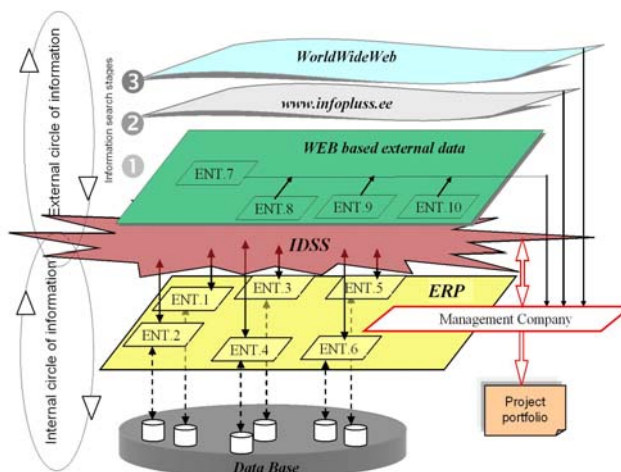 WorldWideWeb
3
www.infopluss.ee
2
WEB based external data
1
ENT.7
ENT.8
ENT.9
ENT.10
Information search stages
External circle of information
IDSS
ENT.1
ENT.3
ENT.5
ERP
ENT.2
ENT.4
ENT.6
Management Company
Internal circle of information
Project
portfolio
Data Base